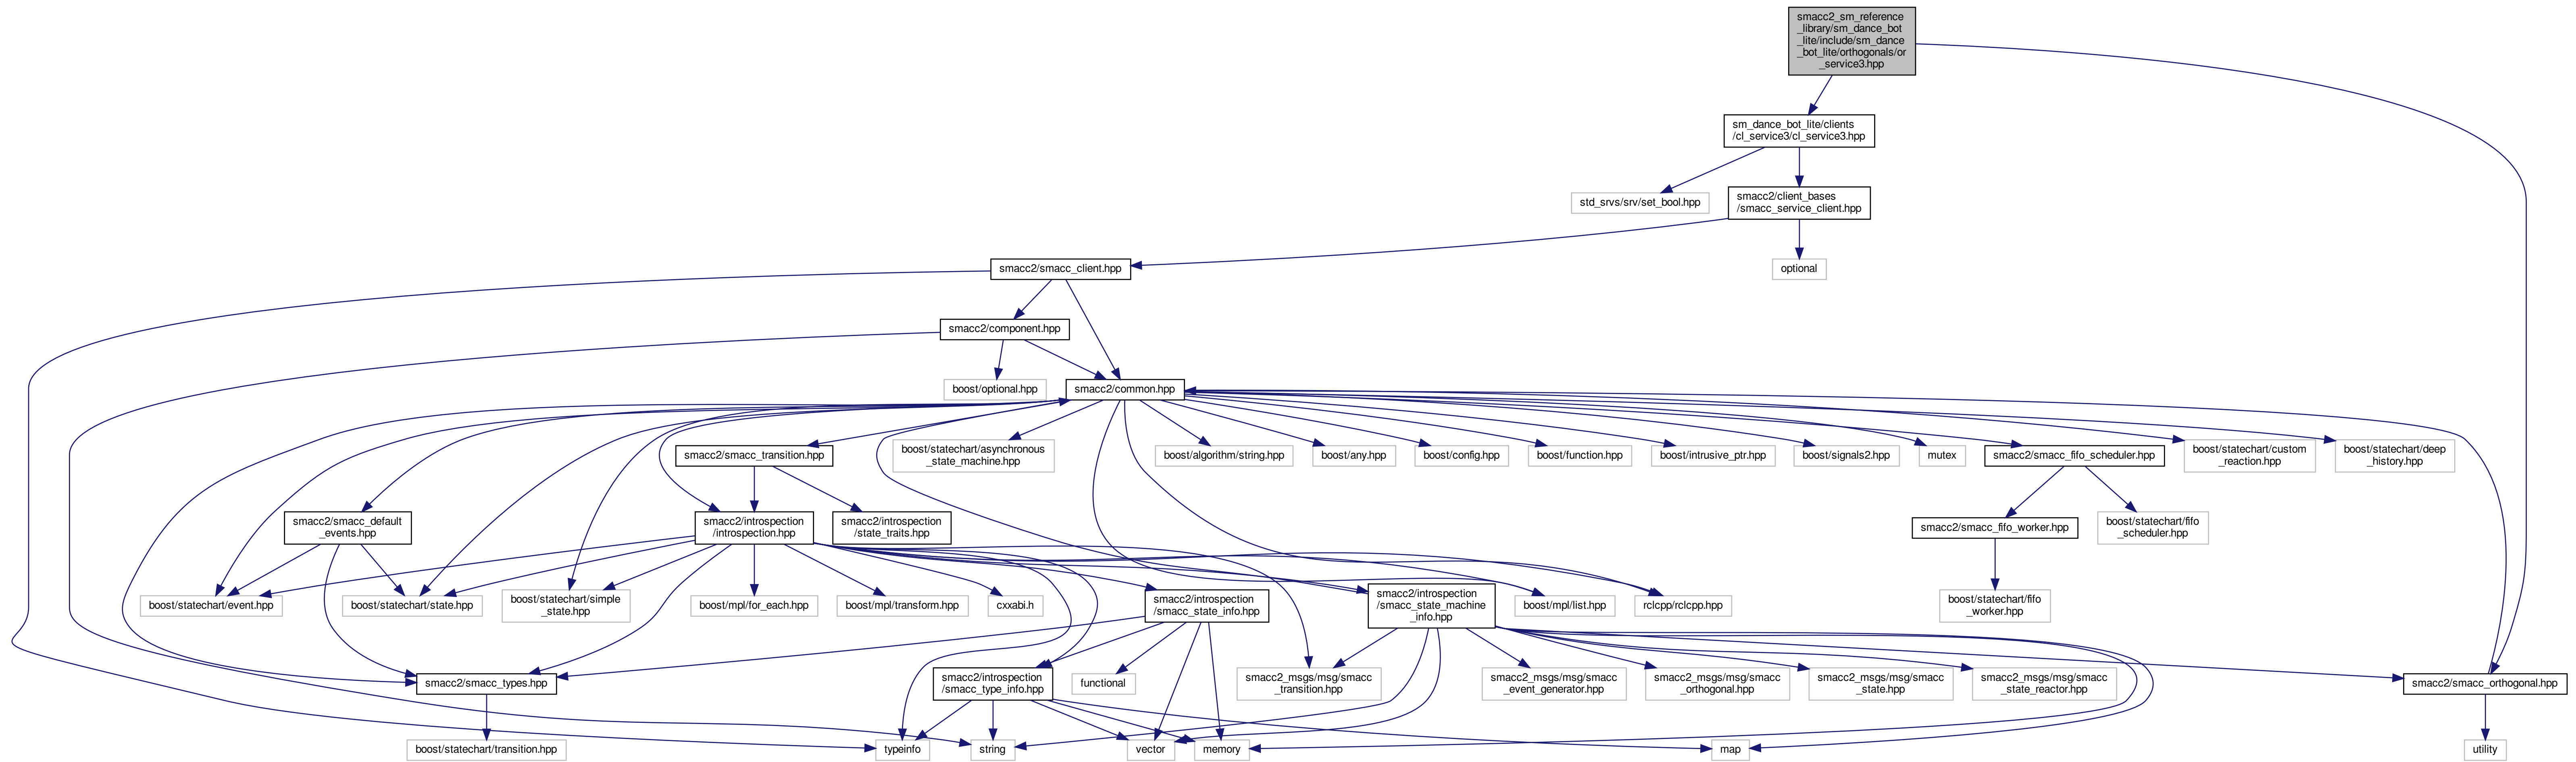 smacc2_sm_reference
_library/sm_dance_bot
_lite/include/sm_dance
_bot_lite/orthogonals/or
_service3.hpp
sm_dance_bot_lite/clients
/cl_service3/cl_service3.hpp
std_srvs/srv/set_bool.hpp
smacc2/client_bases
/smacc_service_client.hpp
smacc2/smacc_client.hpp
optional
smacc2/component.hpp
boost/optional.hpp
smacc2/common.hpp
smacc2/smacc_transition.hpp
boost/statechart/asynchronous
_state_machine.hpp
boost/algorithm/string.hpp
boost/any.hpp
boost/config.hpp
boost/function.hpp
boost/intrusive_ptr.hpp
boost/signals2.hpp
mutex
smacc2/smacc_fifo_scheduler.hpp
boost/statechart/custom
_reaction.hpp
boost/statechart/deep
_history.hpp
smacc2/smacc_default
_events.hpp
smacc2/introspection
/introspection.hpp
smacc2/introspection
/state_traits.hpp
smacc2/smacc_fifo_worker.hpp
boost/statechart/fifo
_scheduler.hpp
boost/statechart/event.hpp
boost/statechart/state.hpp
boost/statechart/simple
_state.hpp
boost/mpl/for_each.hpp
boost/mpl/transform.hpp
cxxabi.h
smacc2/introspection
/smacc_state_info.hpp
smacc2/introspection
/smacc_state_machine
_info.hpp
boost/mpl/list.hpp
rclcpp/rclcpp.hpp
boost/statechart/fifo
_worker.hpp
smacc2/smacc_types.hpp
smacc2/introspection
/smacc_type_info.hpp
functional
smacc2_msgs/msg/smacc
_transition.hpp
smacc2_msgs/msg/smacc
_event_generator.hpp
smacc2_msgs/msg/smacc
_orthogonal.hpp
smacc2_msgs/msg/smacc
_state.hpp
smacc2_msgs/msg/smacc
_state_reactor.hpp
smacc2/smacc_orthogonal.hpp
boost/statechart/transition.hpp
typeinfo
string
vector
memory
map
utility